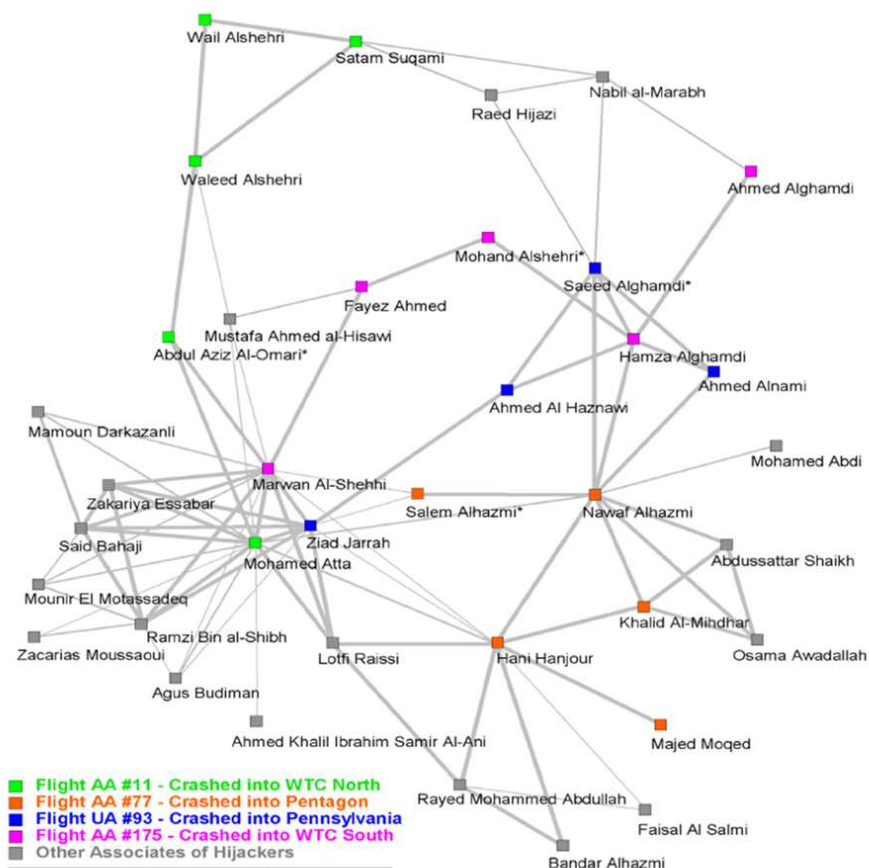 Wail Alshehri
Satam Suqami
Nabil al-Marabh
Raed Hijazi
Waleed Alshehri
Ahmed Alghamdi
Mohand Alshehri*
Saeed Alghamdi*
Fayez Ahmed
Mustafa Ahmed al-Hisawi
Abdul Aziz Al-Omari*
Hamza Alghamdi
Ahmed Alnami
Ahmed Al Haznawi
Mamoun Darkazanli
Mohamed Abdi
Marwan Al-Shehhi
Zakariya Essabar
Salem Alhazmi*
Nawaf Alhazmi
Said Bahaji
Ziad Jarrah
Mohamed Atta
Abdussattar Shaikh
Mounir El Motassadeq
Khalid Al-Mihdhar
Ramzi Bin al-Shibh
Zacarias Moussaoui
Lotfi Raissi
Hani Hanjour
Osama Awadallah
Agus Budiman
Ahmed Khalil Ibrahim Samir Al-Ani
Majed Moqed
Rayed Mohammed Abdullah
Faisal Al Salmi
Bandar Alhazmi
Flight AA #11 - Crashed into WTC North
Flight AA #77 - Crashed into Pentagon
Flight UA #93 - Crashed into Pennsylvania
Flight AA #175 - Crashed into WTC South
Other Associates of Hijackers